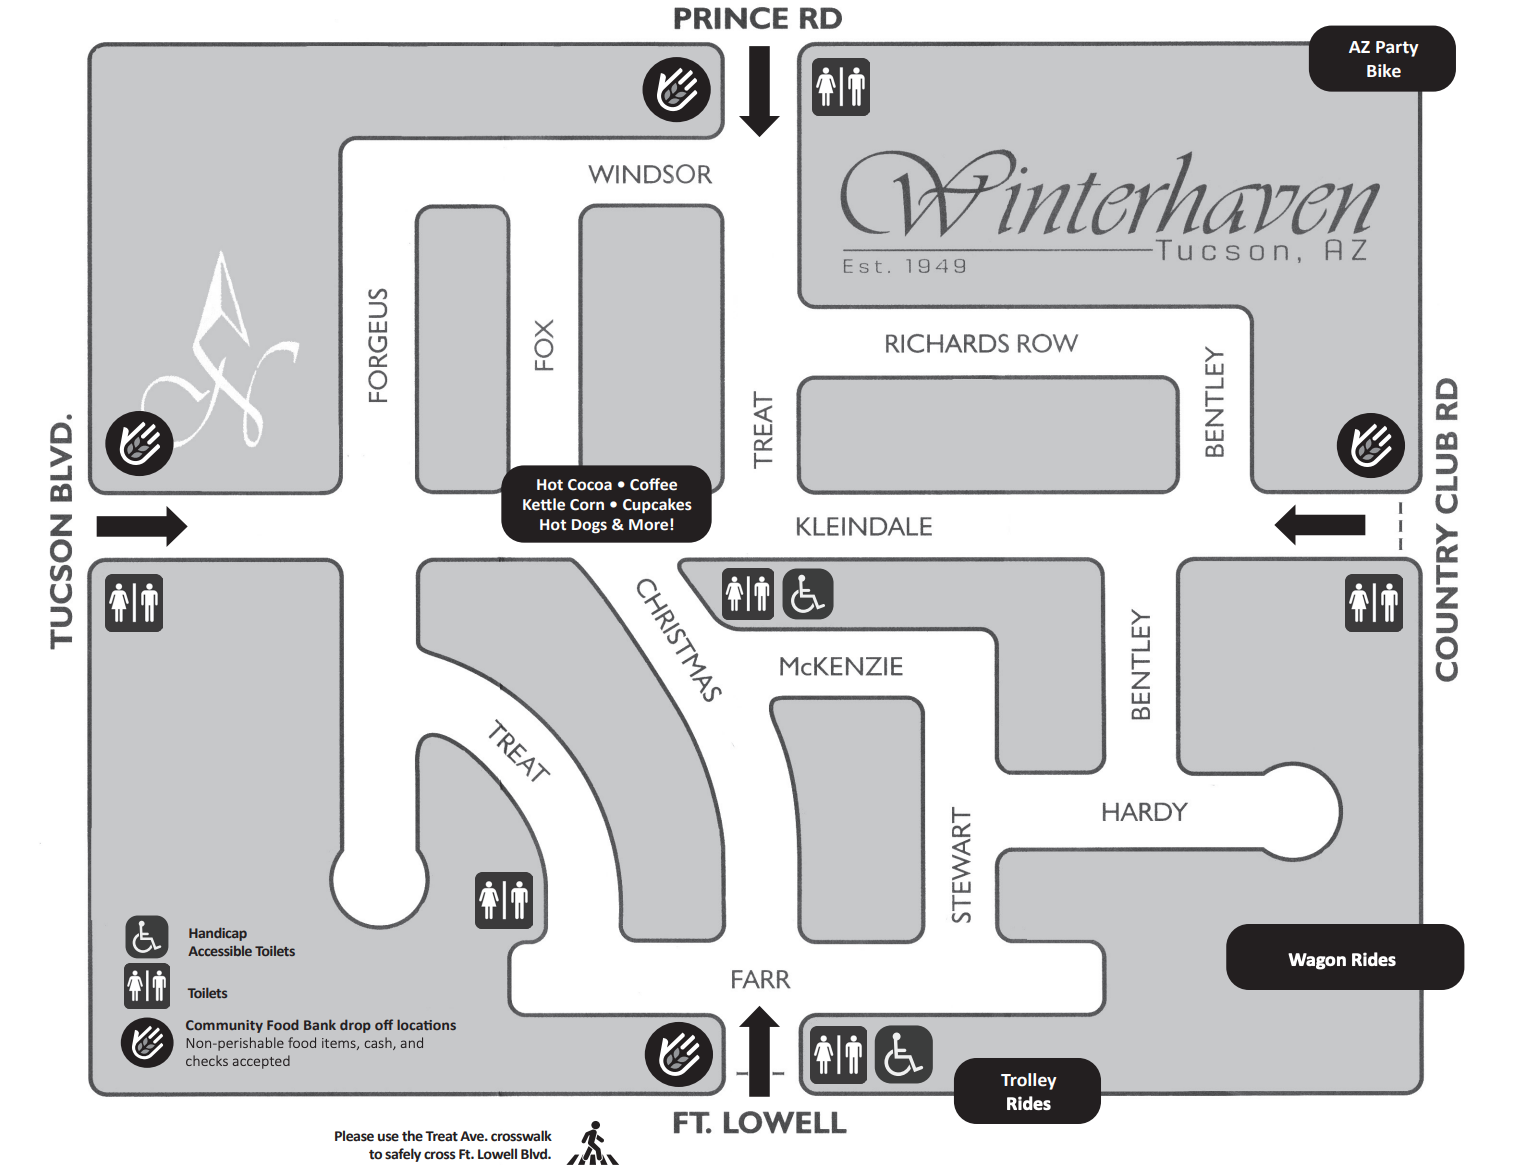 PRINCE RD
AZ Party
Bike
WINDSOR
Winterhaven
Tucson, AZ
Est. 1949
FORGEUS
FOX
TREAT
RICHARDS ROW
BENTLEY
TUCSON BLVD.
COUNTRY CLUB RD
Hot Cocoa • Coffee
Kettle Corn • Cupcakes
Hot Dogs & More!
KLEINDALE
CHRISTMAS
McKENZIE
BENTLEY
TREAT
HARDY
STEWART
Handicap
Accessible Toilets
Toilets
Community Food Bank drop off locations
Non-perishable food items, cash, and
checks accepted
FARR
Wagon Rides
Trolley
Rides
FT. LOWELL
Please use the Treat Ave. crosswalk
to safely cross Ft. Lowell Blvd.